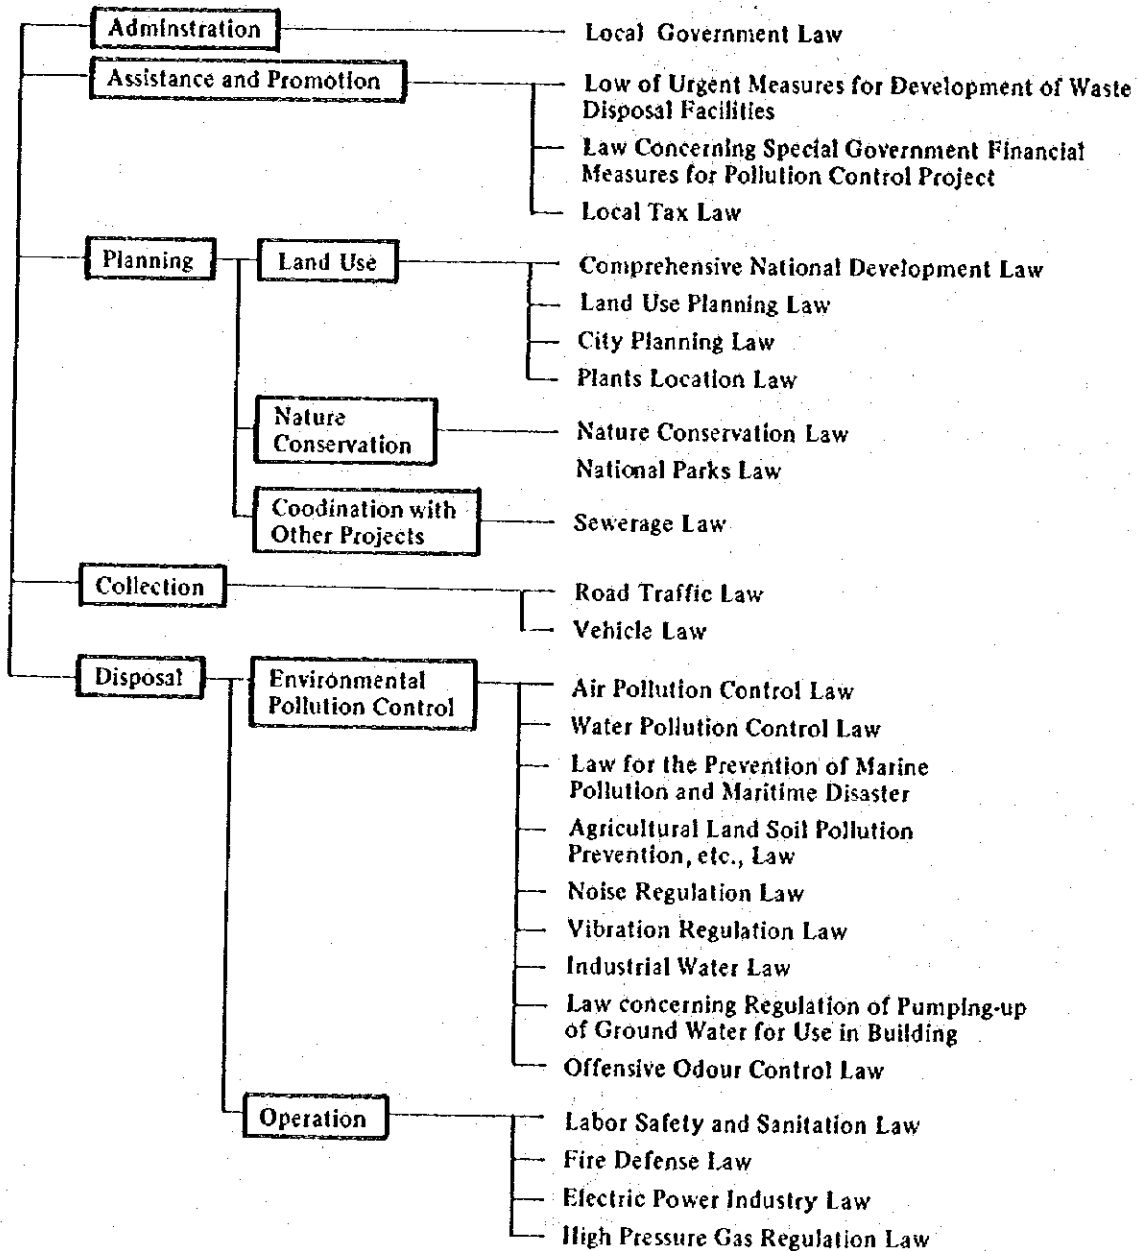 Adminstration
Local Government Law
Assistance and Promotion
Low of Urgent Measures for Development of Waste
Disposal Facilities
Law Concerning Special Government Financial
Measures for Pollution Control Project
Local Tax Law
Planning
Land Use
Comprehensive National Development Law
Land Use Planning Law
City Planning Law
Plants Location Law
Nature
Conservation
Nature Conservation Law
National Parks Law
Coodination with
Other Projects
Sewerage Law
Collection
Road Traffic Law
Vehicle Law
Disposal
Environmental
Pollution Control
Air Pollution Control Law
Water Pollution Control Law
Law for the Prevention of Marine
Pollution and Maritime Disaster
Agricultural Land Soil Pollution
Prevention, etc., Law
Noise Regulation Law
Vibration Regulation Law
Industrial Water Law
Law concerning Regulation of Pumping-up
of Ground Water for Use in Building
Offensive Odour Control Law
Operation
Labor Safety and Sanitation Law
Fire Defense Law
Electric Power Industry Law
High Pressure Gas Regulation Law